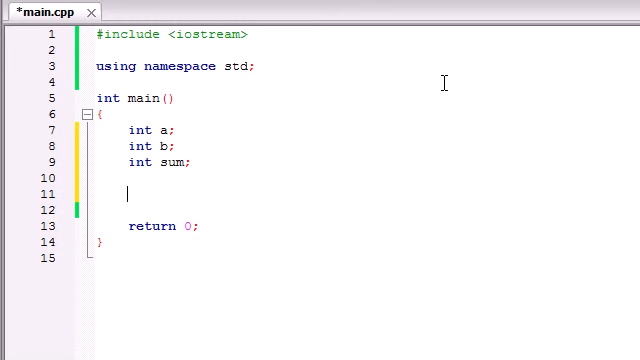 *main.cpp
1 #include <iostream>
2
3 using namespace std;
4
5 int main()
6 {
7 int a;
8 int b;
9 int sum;
10
11
12
13 return 0;
14 }
15